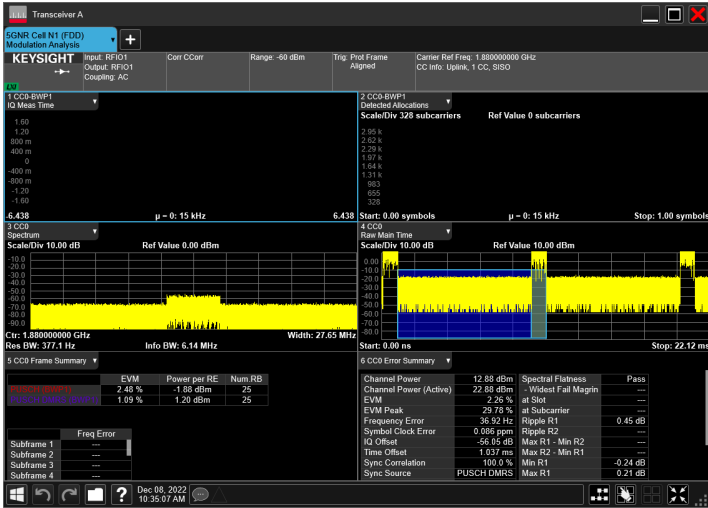 Transceiver A
5GNR Cell N1 (FDD)
Modulation Analysis
KEYSIGHT
Input: RFIO1
Output: RFIO1
Coupling: AC
Corr CCorr
Range: -60 dBm
Trig: Prot Frame
Aligned
Carrier Ref Freq: 1.880000000 GHz
CC Info: Uplink, 1 CC, SISO
1 CC0-BWP1
IQ Meas Time
1.60
1.20
800 m
400 m
0
-400 m
-800 m
-1.20
-1.60
-6.438
μ = 0: 15 kHz
6.438
2 CC0-BWP1
Detected Allocations
Scale/Div 328 subcarriers
Ref Value 0 subcarriers
2.95 k
2.62 k
2.29 k
1.97 k
1.64 k
1.31 k
983
655
328
Start: 0.00 symbols
μ = 0: 15 kHz
Stop: 1.00 symbols
3 CC0
Spectrum
Scale/Div 10.00 dB
Ref Value 0.00 dBm
-10.0
-20.0
-30.0
-40.0
-50.0
-60.0
-70.0
-80.0
-90.0
Ctr: 1.880000000 GHz
Width: 27.65 MHz
Res BW: 377.1 Hz
Info BW: 6.14 MHz
4 CC0
Raw Main Time
Scale/Div 10.00 dB
Ref Value 10.00 dBm
0.00
-10.0
-20.0
-30.0
-40.0
-50.0
-60.0
-70.0
-80.0
Start: 0.00 ns
Stop: 22.12 ms
5 CC0 Frame Summary
EVM Power per RE Num.RB
2.48 % -1.88 dBm 25
1.09 % 1.20 dBm 25
Freq Error
Subframe 1 ---
Subframe 2 ---
Subframe 3 ---
Subframe 4 ---
6 CC0 Error Summary
Channel Power 12.88 dBm Spectral Flatness Pass
Channel Power (Active) 22.88 dBm - Widest Fail Magrin ---
EVM 2.26 % at Slot ---
EVM Peak 29.78 % at Subcarrier ---
Frequency Error 36.92 Hz Ripple R1 0.45 dB
Symbol Clock Error 0.086 ppm Ripple R2 ---
IQ Offset -56.05 dB Max R1 - Min R2 ---
Time Offset 1.037 ms Max R2 - Min R1 ---
Sync Correlation 100.0 % Min R1 -0.24 dB
Sync Source PUSCH DMRS Max R1 0.21 dB
Dec 08, 2022
10:35:07 AM